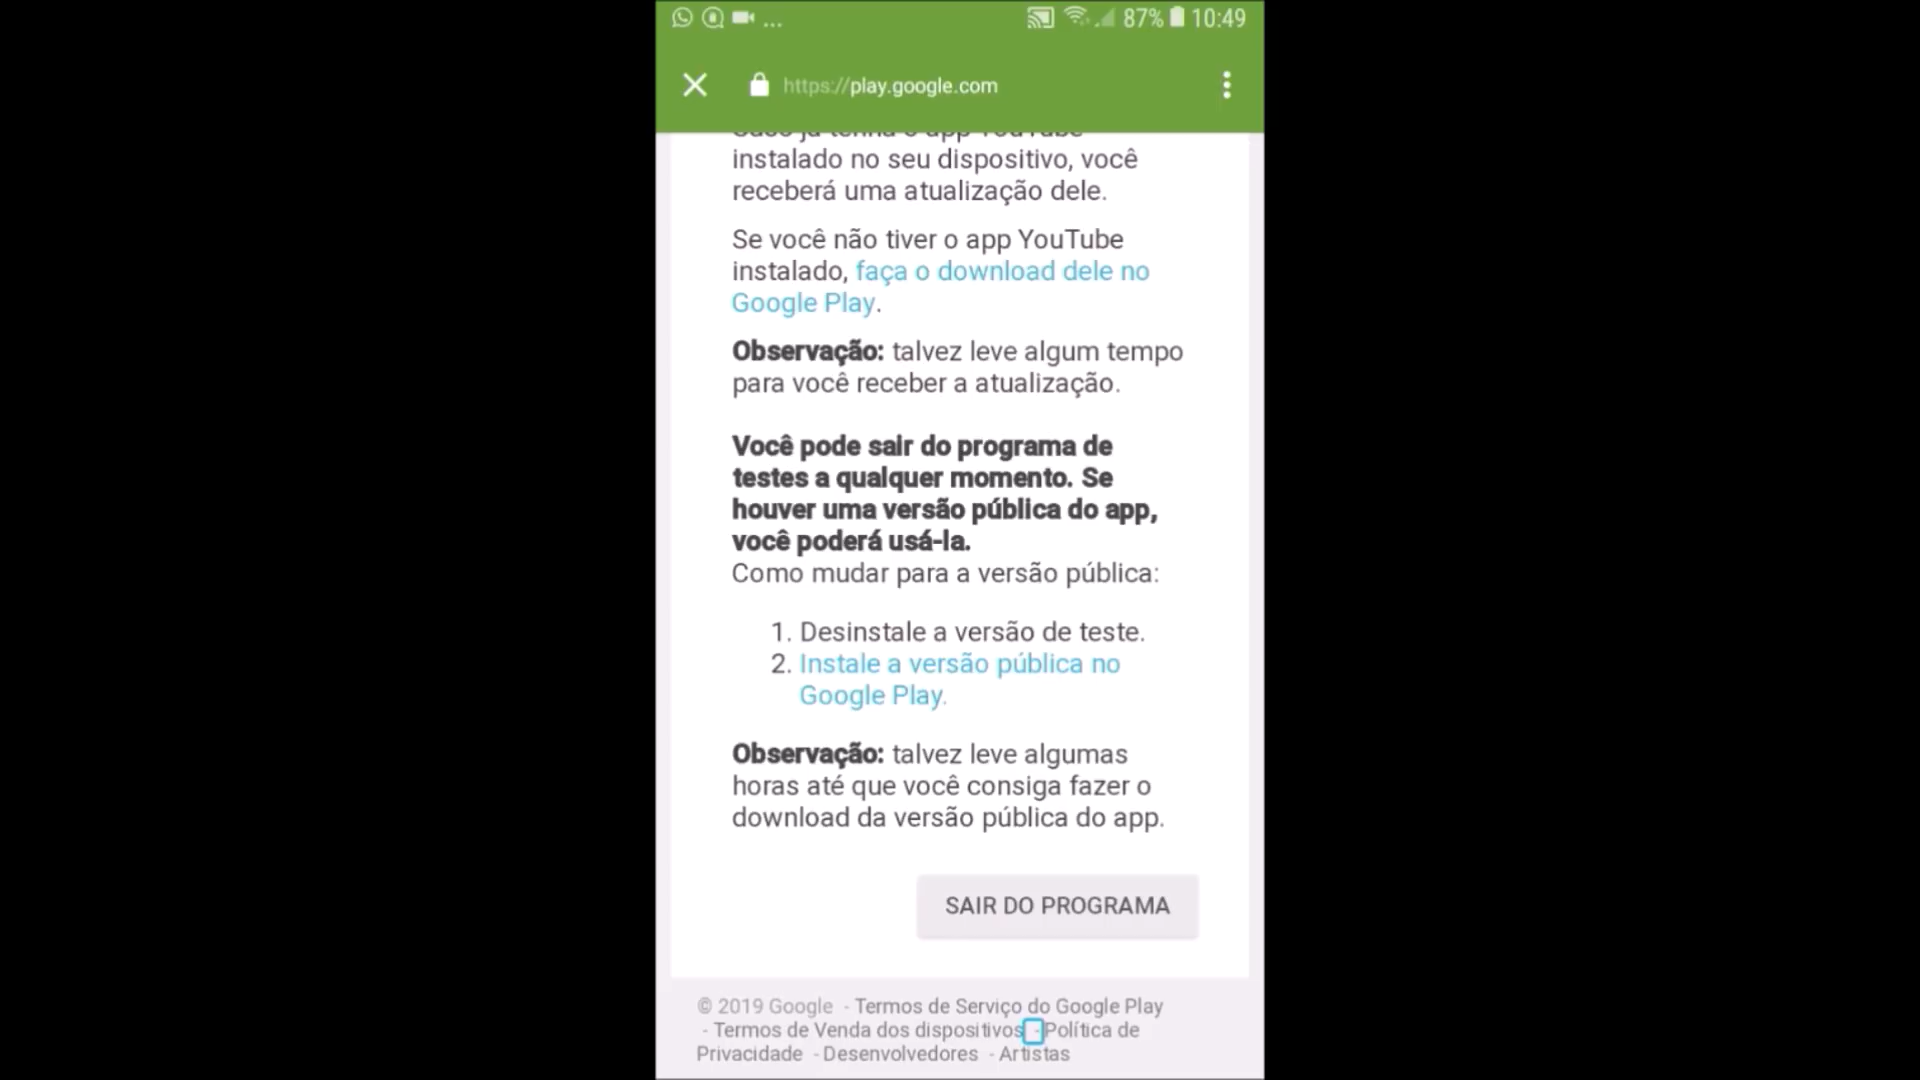 ... 87% 10:49
https://play.google.com
Caso já tenha o app YouTube
instalado no seu dispositivo, você
receberá uma atualização dele.
Se você não tiver o app YouTube
instalado, faça o download dele no
Google Play.
Observação: talvez leve algum tempo
para você receber a atualização.
Você pode sair do programa de
testes a qualquer momento. Se
houver uma versão pública do app,
você poderá usá-la.
Como mudar para a versão pública:
1. Desinstale a versão de teste.
2. Instale a versão pública no
Google Play.
Observação: talvez leve algumas
horas até que você consiga fazer o
download da versão pública do app.
SAIR DO PROGRAMA
© 2019 Google - Termos de Serviço do Google Play
- Termos de Venda dos dispositivos - Política de
Privacidade - Desenvolvedores - Artistas